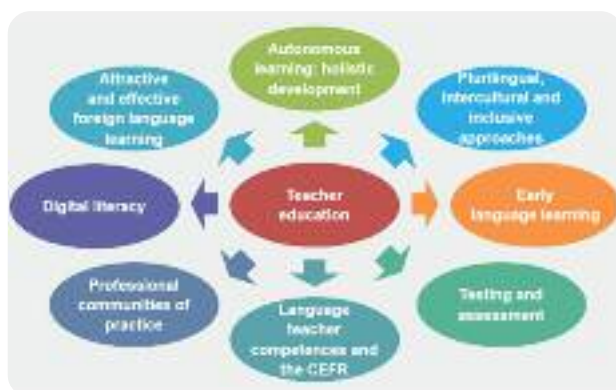 Autonomous
learning: holistic
development
Attractive
and effective
foreign language
learning
Plurilingual,
intercultural and
inclusive
approaches
Digital literacy
Teacher
education
Early
language learning
Professional
communities of
practice
Language
teacher
competences and
the CEFR
Testing and
assessment